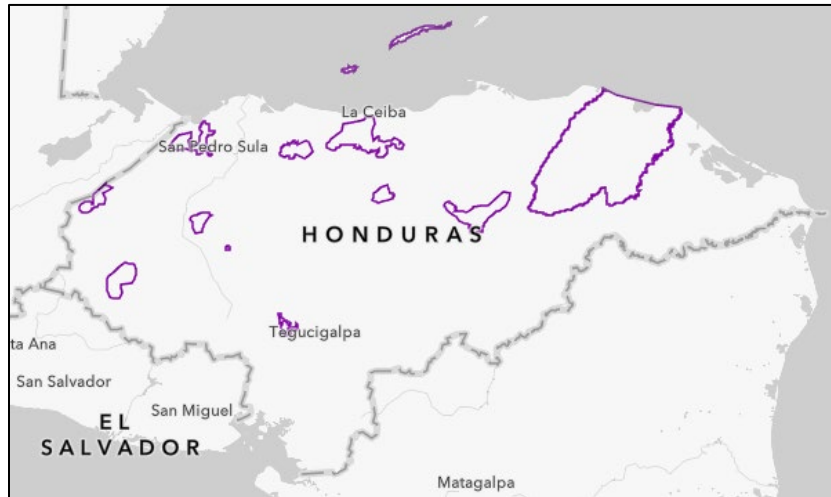 La Ceiba
San Pedro Sula
HONDURAS
Tegucigalpa
ta Ana
San Salvador
San Miguel
EL
SALVADOR
Matagalpa